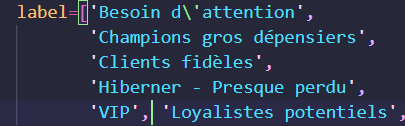 label=['Besoin d\'attention',
'Champions gros dépensiers',
'Clients fidèles',
'Hiberner - Presque perdu',
'VIP', 'Loyalistes potentiels',